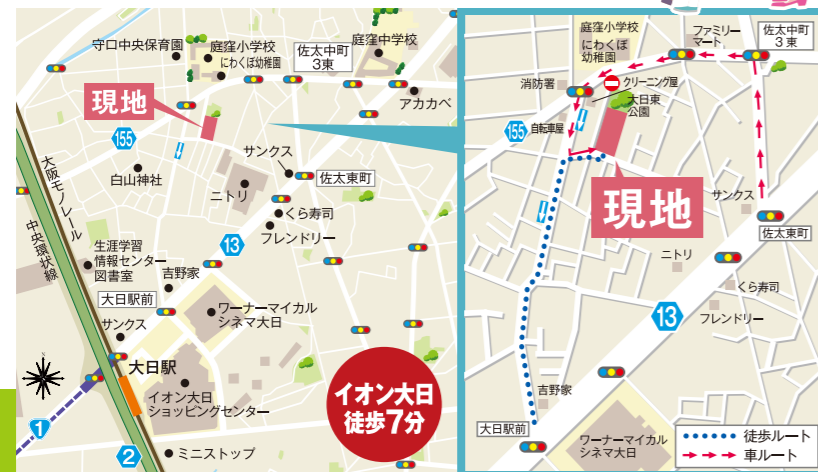 守口中央保育園
庭窪小学校
にわくぼ幼稚園
佐太中町
3東
庭窪中学校
アカカベ
現地
155
白山神社
サンクス
佐太東町
ニトリ
くら寿司
フレンドリー
13
大阪モノレール
中央環状線
生涯学習
情報センター
図書室
吉野家
大日駅前
ワーナーマイカル
シネマ大日
サンクス
大日駅
イオン大日
ショッピングセンター
1
2
ミニストップ
イオン大日
徒歩7分
庭窪小学校
にわくぼ
幼稚園
ファミリー
マート
佐太中町
3東
消防署
クリーニング屋
大日東
公園
155
自転車屋
現地
サンクス
佐太東町
ニトリ
くら寿司
13
フレンドリー
吉野家
大日駅前
ワーナーマイカル
シネマ大日
徒歩ルート
車ルート